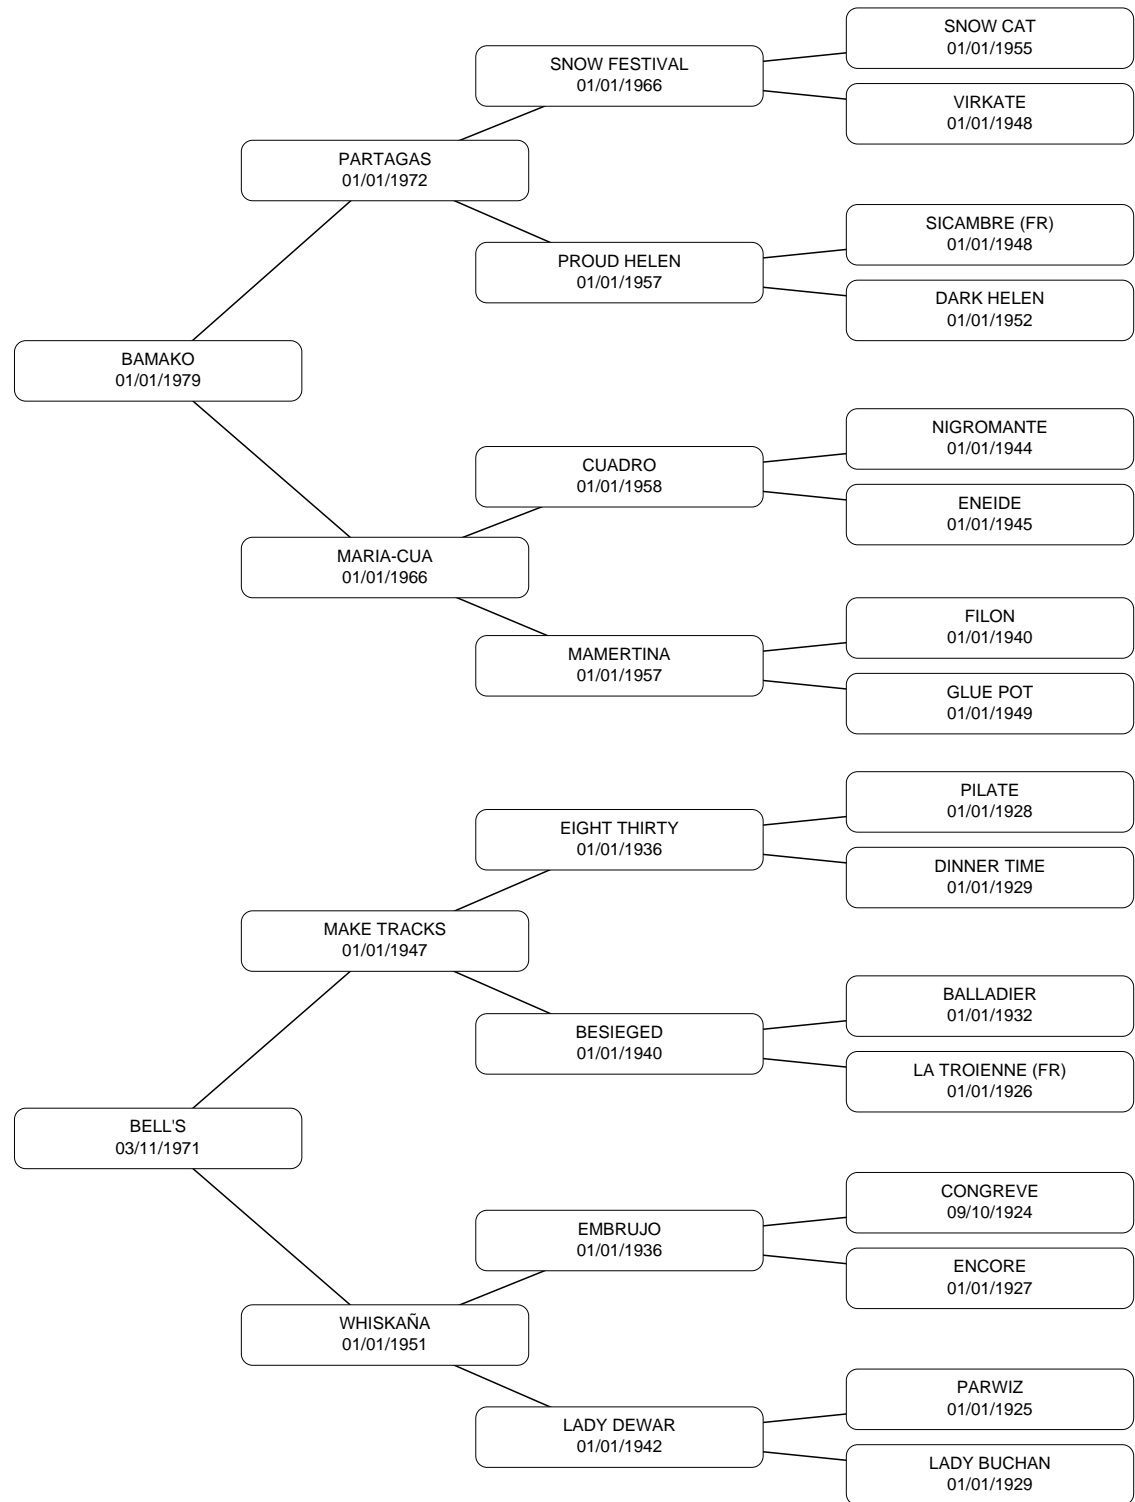 SNOW CAT
01/01/1955
SNOW FESTIVAL
01/01/1966
VIRKATE
01/01/1948
PARTAGAS
01/01/1972
SICAMBRE (FR)
01/01/1948
PROUD HELEN
01/01/1957
DARK HELEN
01/01/1952
BAMAKO
01/01/1979
NIGROMANTE
01/01/1944
CUADRO
01/01/1958
ENEIDE
01/01/1945
MARIA-CUA
01/01/1966
FILON
01/01/1940
MAMERTINA
01/01/1957
GLUE POT
01/01/1949
PILATE
01/01/1928
EIGHT THIRTY
01/01/1936
DINNER TIME
01/01/1929
MAKE TRACKS
01/01/1947
BALLADIER
01/01/1932
BESIEGED
01/01/1940
LA TROIENNE (FR)
01/01/1926
BELL'S
03/11/1971
CONGREVE
09/10/1924
EMBRUJO
01/01/1936
ENCORE
01/01/1927
WHISKAÑA
01/01/1951
PARWIZ
01/01/1925
LADY DEWAR
01/01/1942
LADY BUCHAN
01/01/1929